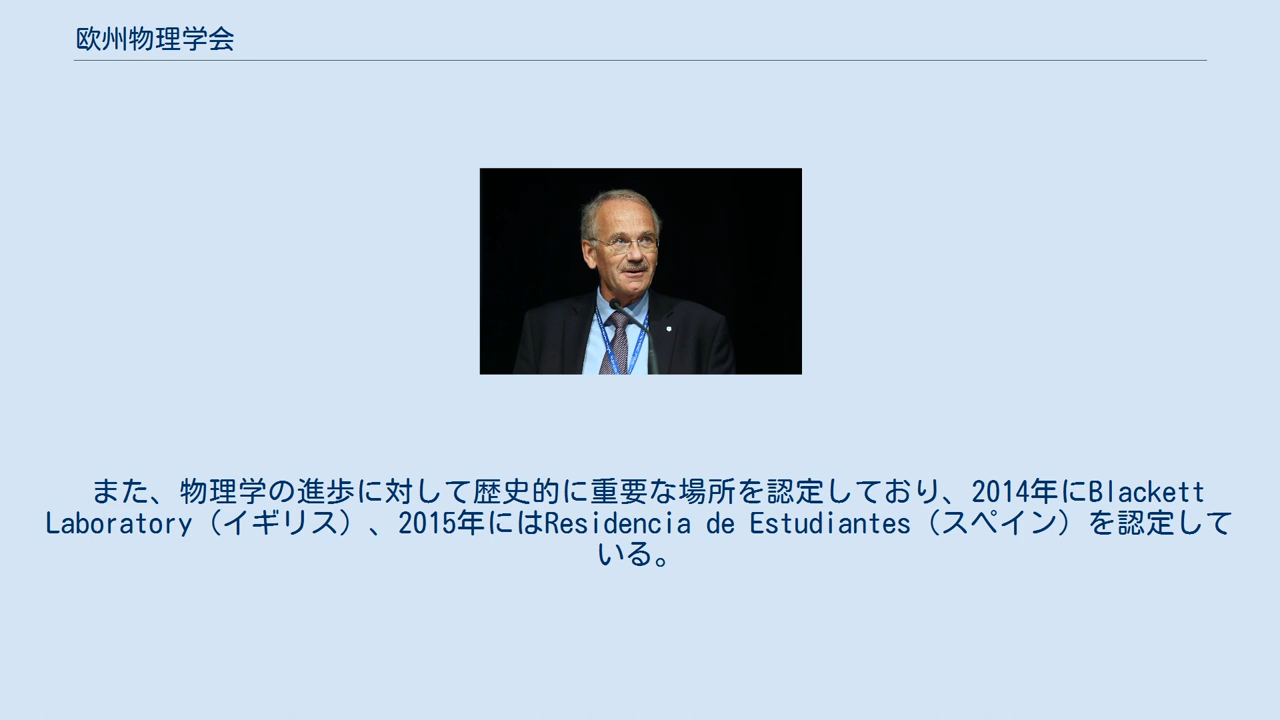 欧州物理学会
また、物理学の進歩に対して歴史的に重要な場所を認定しており、2014年にBlackett
Laboratory（イギリス）、2015年にはResidencia de Estudiantes（スペイン）を認定して
いる。